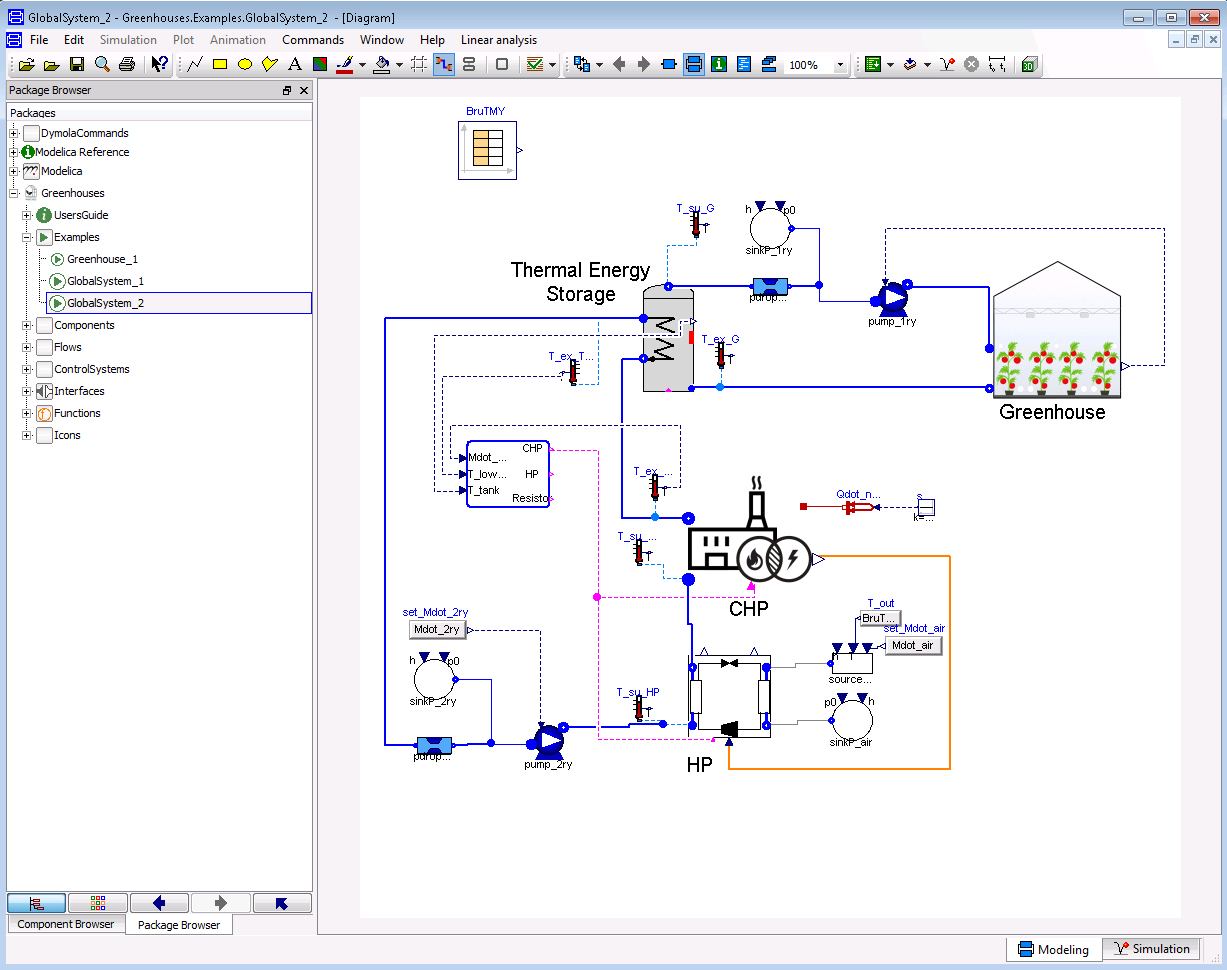 GlobalSystem_2 - Greenhouses.Examples.GlobalSystem_2 - [Diagram]
File Edit Simulation Plot Animation Commands Window Help Linear analysis
100%
Package Browser
Packages
DymolaCommands
Modelica Reference
Modelica
Greenhouses
UsersGuide
Examples
Greenhouse_1
GlobalSystem_1
GlobalSystem_2
Components
Flows
ControlSystems
Interfaces
Functions
Icons
Component Browser
Package Browser
BruTMY
T_su_G
h
p0
sinkP_1ry
Thermal Energy
Storage
pdrop...
pump_1ry
T_ex_G
T_ex_T...
Greenhouse
Mdot_...
T_low...
T_tank
CHP
HP
Resisto
T_ex_...
Qdot_n...
s...
k=...
T_su_...
CHP
set_Mdot_2ry
Mdot_2ry
T_out
BruT...
set_Mdot_air
Mdot_air
h
T
source...
h
p0
sinkP_2ry
T_su_HP
p0
h
sinkP_air
pdrop...
pump_2ry
HP
Modeling
Simulation